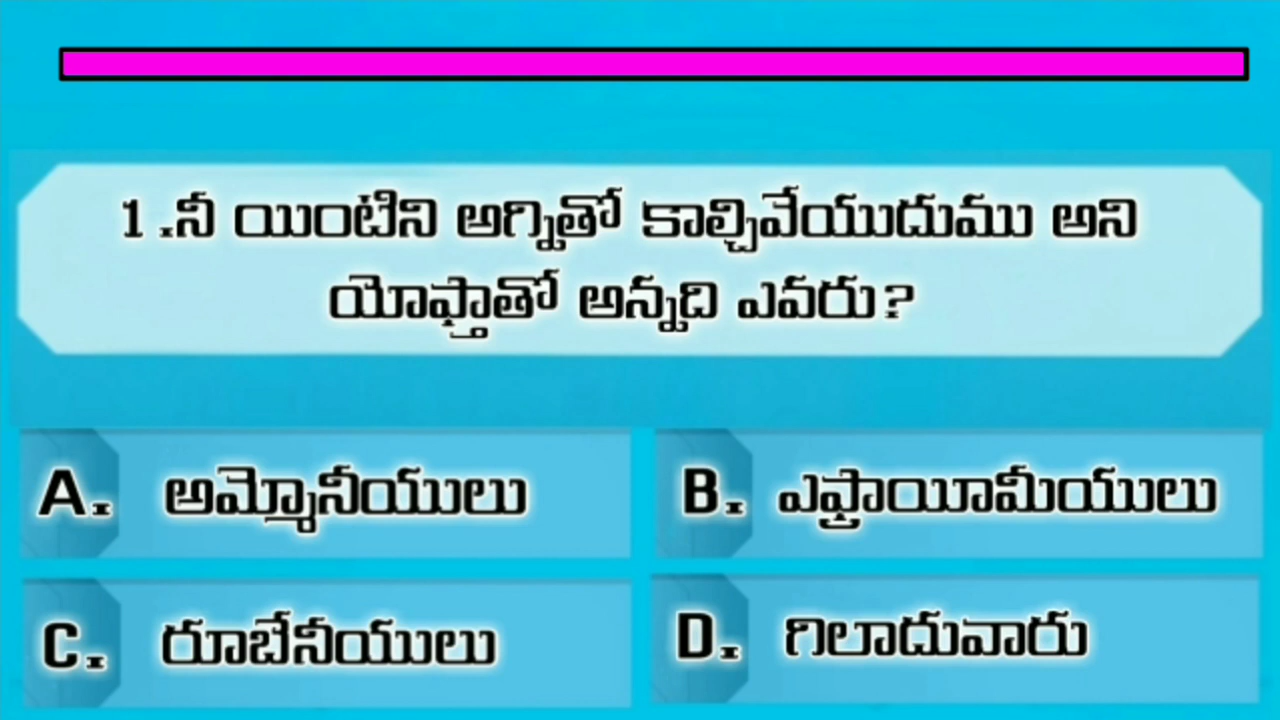 1 .నీ యింటిని అగ్నితో కాల్చివేయుదుము అని
యోఫ్తాతో అన్నది ఎవరు?
A. అమ్మోనీయులు
B. ఎఫ్రాయీమీయులు
C. రూబేనీయులు
D. గిలాదువారు